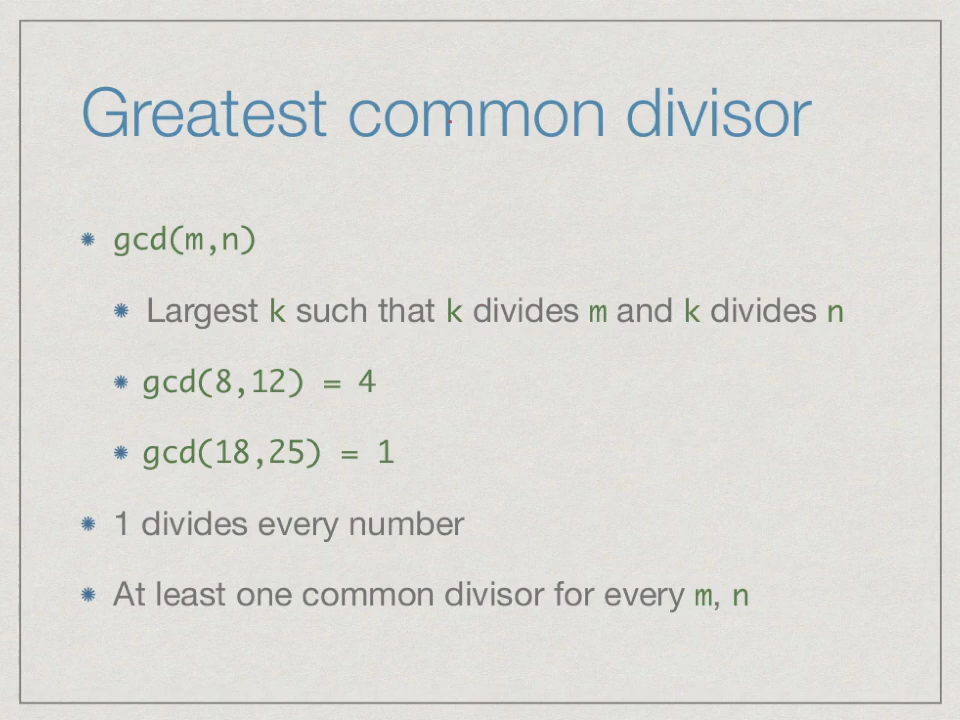 Greatest common divisor
gcd(m,n)
Largest k such that k divides m and k divides n
gcd(8,12) = 4
gcd(18,25) = 1
1 divides every number
At least one common divisor for every m, n